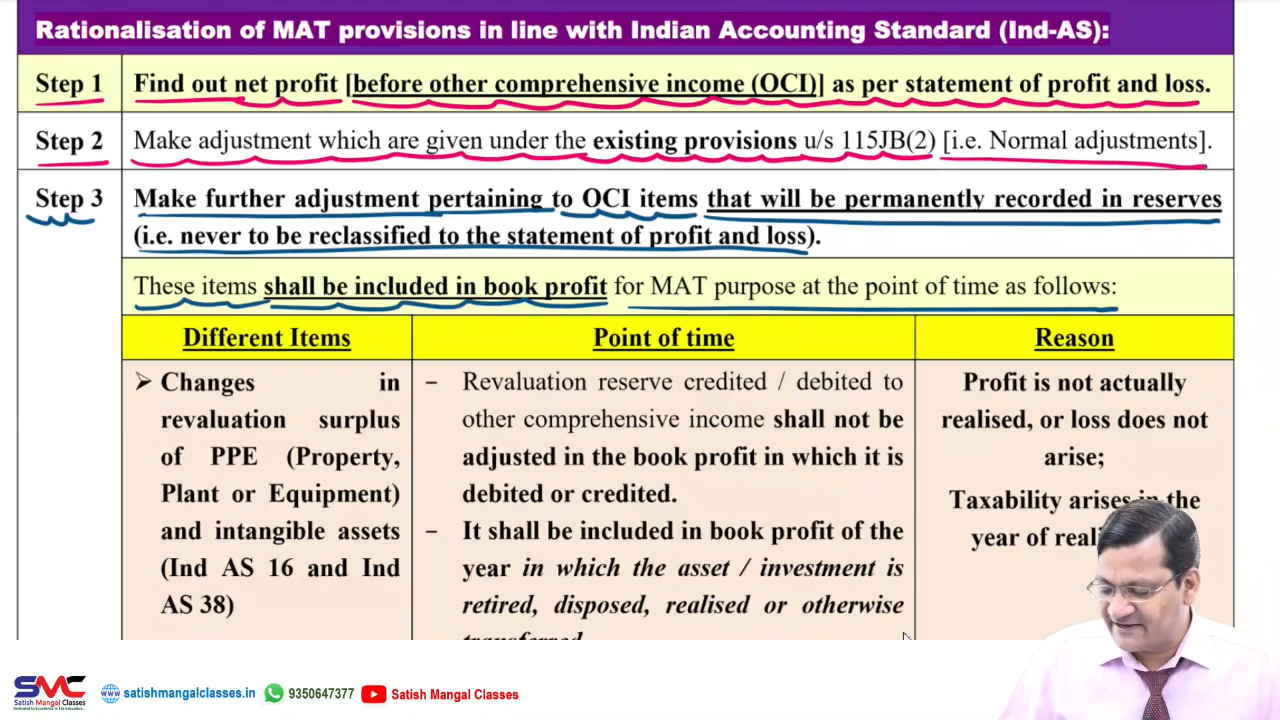 Rationalisation of MAT provisions in line with Indian Accounting Standard (Ind-AS):
Step 1
Find out net profit [before other comprehensive income (OCI)] as per statement of profit and loss.
Step 2
Make adjustment which are given under the existing provisions u/s 115JB(2) [i.e. Normal adjustments].
Step 3
Make further adjustment pertaining to OCI items that will be permanently recorded in reserves
(i.e. never to be reclassified to the statement of profit and loss).
These items shall be included in book profit for MAT purpose at the point of time as follows:
Different Items
Point of time
Reason
➤ Changes in
revaluation surplus
of PPE (Property,
Plant or Equipment)
and intangible assets
(Ind AS 16 and Ind
AS 38)
– Revaluation reserve credited / debited to
other comprehensive income shall not be
adjusted in the book profit in which it is
debited or credited.
– It shall be included in book profit of the
year in which the asset / investment is
retired, disposed, realised or otherwise
Profit is not actually
realised, or loss does not
arise;
Taxability arises in the
year of
SMC
Satish Mangal Classes
satishmangalclasses.in
9350647377
Satish Mangal Classes